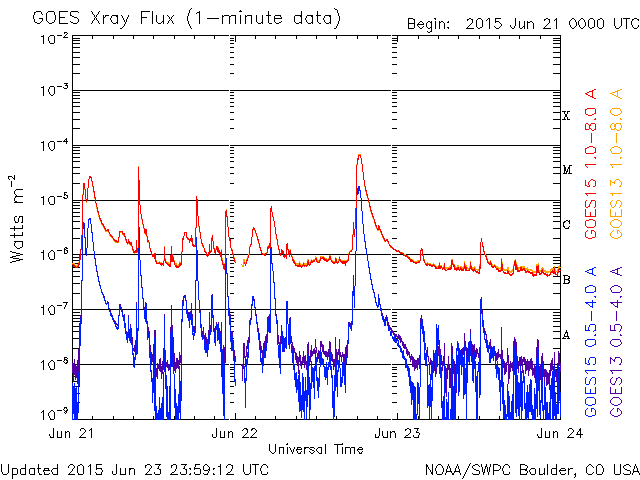 GOES Xray Flux (1-minute data)
Begin: 2015 Jun 21 0000 UTC
10-2
10-3
10-4
10-5
10-6
10-7
10-8
10-9
Watts m-2
X
M
C
B
A
GOES15 1.0-8.0 A
GOES13 1.0-8.0 A
GOES15 0.5-4.0 A
GOES13 0.5-4.0 A
Jun 21
Jun 22
Jun 23
Jun 24
Universal Time
Updated 2015 Jun 23 23:59:12 UTC
NOAA/SWPC Boulder, CO USA